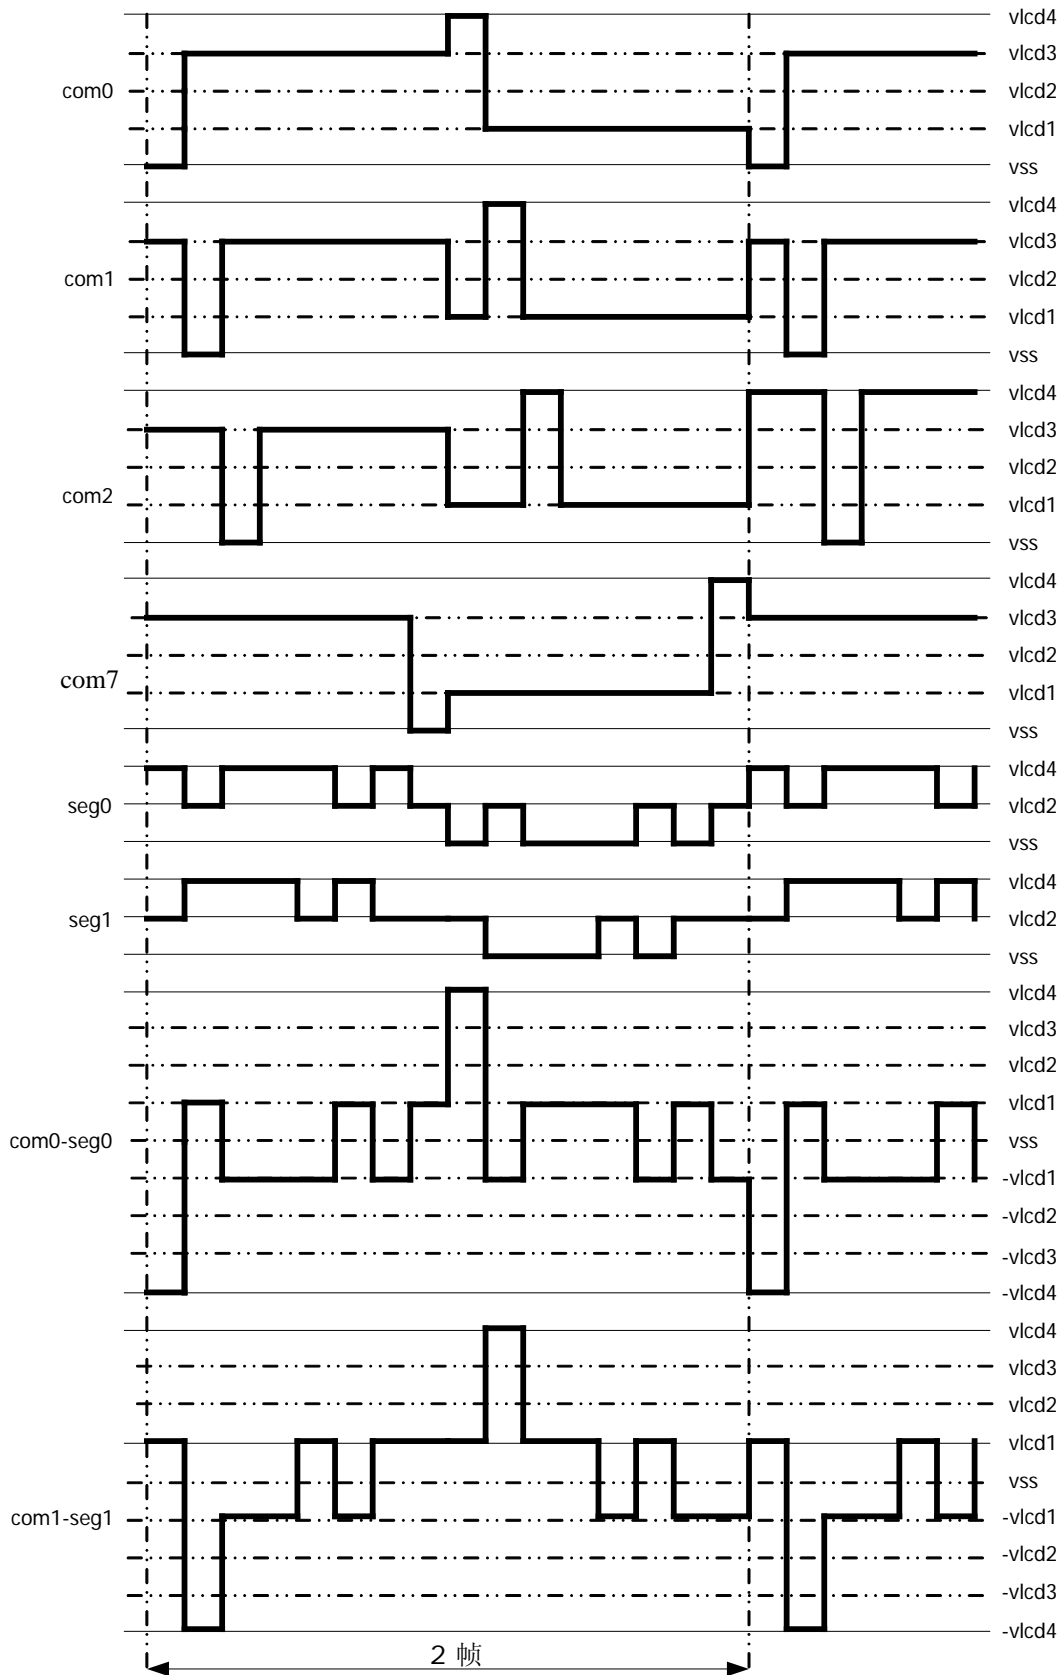 vlcd4
vlcd3
com0
vlcd2
vlcd1
vss
vlcd4
vlcd3
com1
vlcd2
vlcd1
vss
vlcd4
vlcd3
vlcd2
com2
vlcd1
vss
vlcd4
vlcd3
vlcd2
com7
vlcd1
vss
vlcd4
seg0
vlcd2
vss
vlcd4
seg1
vlcd2
vss
vlcd4
vlcd3
vlcd2
vlcd1
com0-seg0
vss
-vlcd1
-vlcd2
-vlcd3
-vlcd4
vlcd4
vlcd3
vlcd2
vlcd1
vss
com1-seg1
-vlcd1
-vlcd2
-vlcd3
-vlcd4
2 帧